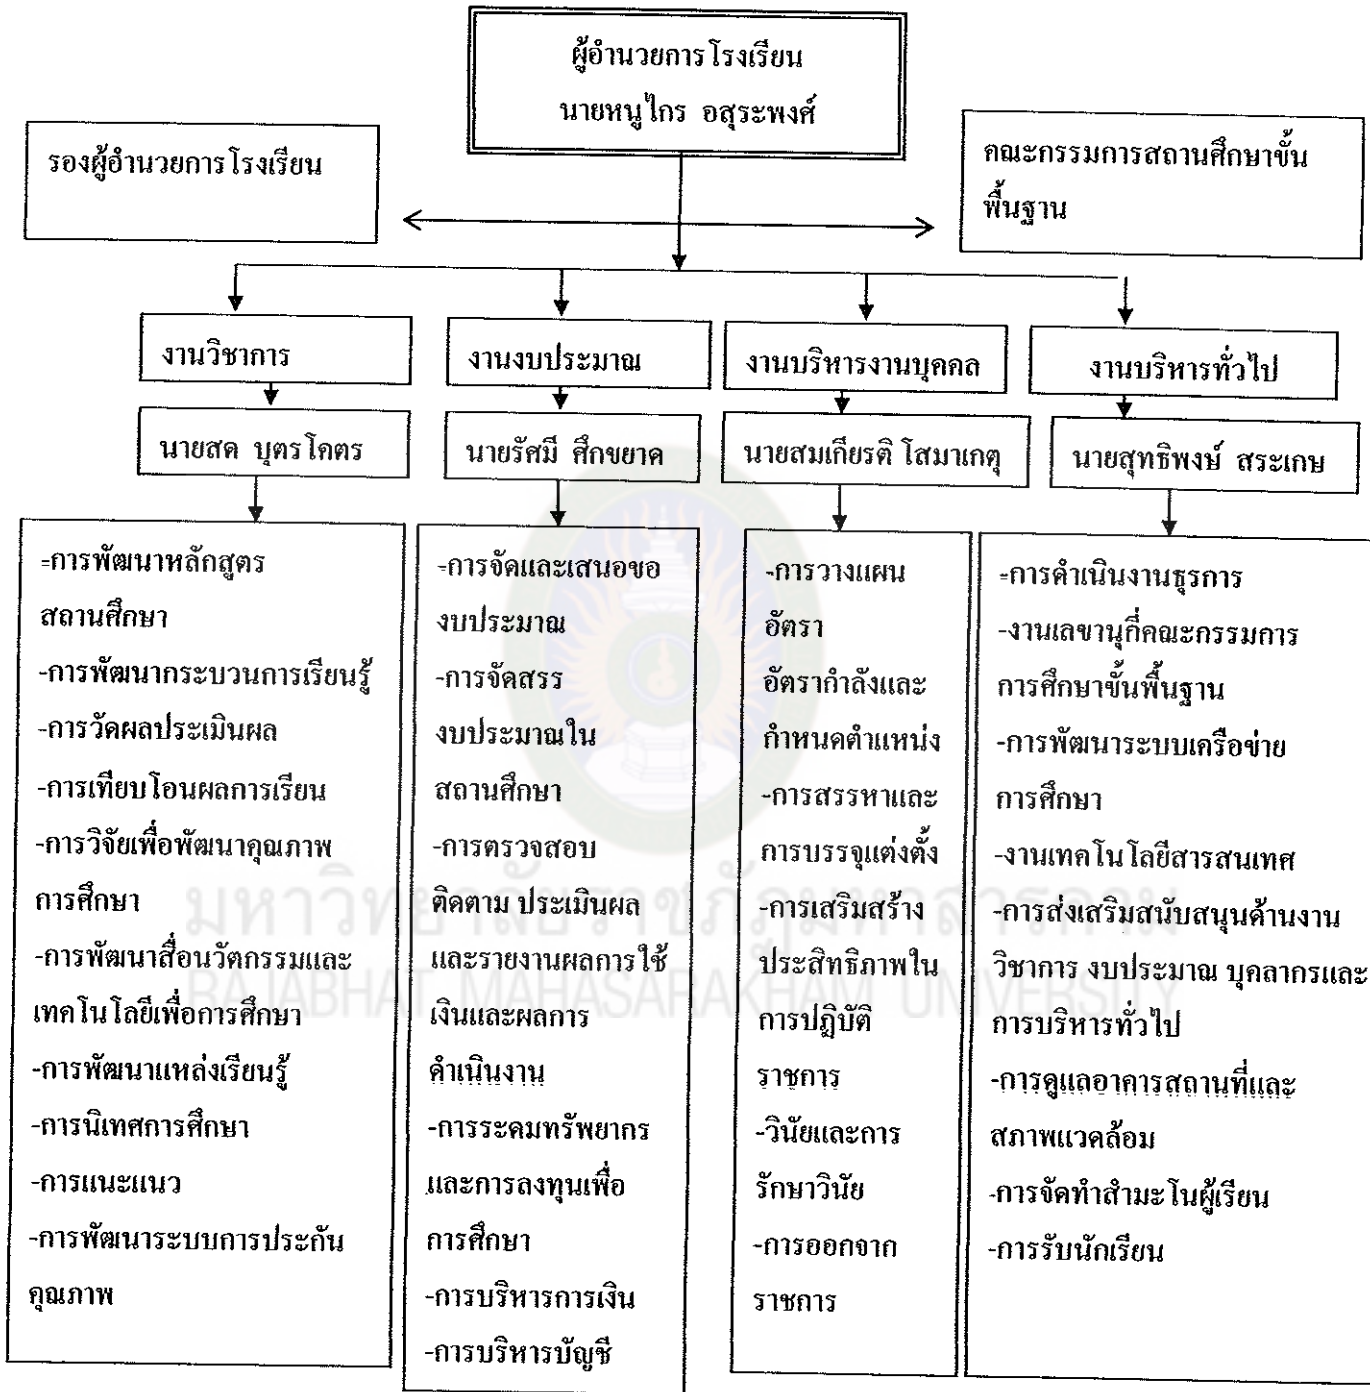 ผู้อำนวยการโรงเรียน
นายหนูไกร อสุระพงศ์
รองผู้อำนวยการโรงเรียน
คณะกรรมการสถานศึกษาขั้น
พื้นฐาน
งานวิชาการ
งานงบประมาณ
งานบริหารงานบุคคล
งานบริหารทั่วไป
นายสด บุตรโคตร
นายรัศมี ศึกขยาด
นายสมเกียรติ โสมาเกตุ
นายสุทธิพงษ์ สระเกษ
-การพัฒนาหลักสูตร
สถานศึกษา
-การพัฒนากระบวนการเรียนรู้
-การวัดผลประเมินผล
-การเทียบโอนผลการเรียน
-การวิจัยเพื่อพัฒนาคุณภาพ
การศึกษา
-การพัฒนาสื่อนวัตกรรมและ
เทคโนโลยีเพื่อการศึกษา
-การพัฒนาแหล่งเรียนรู้
-การนิเทศการศึกษา
-การแนะแนว
-การพัฒนาระบบการประกัน
คุณภาพ
-การจัดและเสนอขอ
งบประมาณ
-การจัดสรร
งบประมาณใน
สถานศึกษา
-การตรวจสอบ
ติดตาม ประเมินผล
และรายงานผลการใช้
เงินและผลการ
ดำเนินงาน
-การระดมทรัพยากร
และการลงทุนเพื่อ
การศึกษา
-การบริหารการเงิน
-การบริหารบัญชี
-การวางแผน
อัตรา
อัตรากำลังและ
กำหนดตำแหน่ง
-การสรรหาและ
การบรรจุแต่งตั้ง
-การเสริมสร้าง
ประสิทธิภาพใน
การปฏิบัติ
ราชการ
-วินัยและการ
รักษาวินัย
-การออกจาก
ราชการ
-การดำเนินงานธุรการ
-งานเลขานุกี่คณะกรรมการ
การศึกษาขั้นพื้นฐาน
-การพัฒนาระบบเครือข่าย
การศึกษา
-งานเทคโนโลยีสารสนเทศ
-การส่งเสริมสนับสนุนด้านงาน
วิชาการ งบประมาณ บุคลากรและ
การบริหารทั่วไป
-การดูแลอาคารสถานที่และ
สภาพแวดล้อม
-การจัดทำสำมะโนผู้เรียน
-การรับนักเรียน
มหาวิทยาลัยราชภัฏมหาสารคาม
RAJABHAT MAHASARAKHAM UNIVERSITY